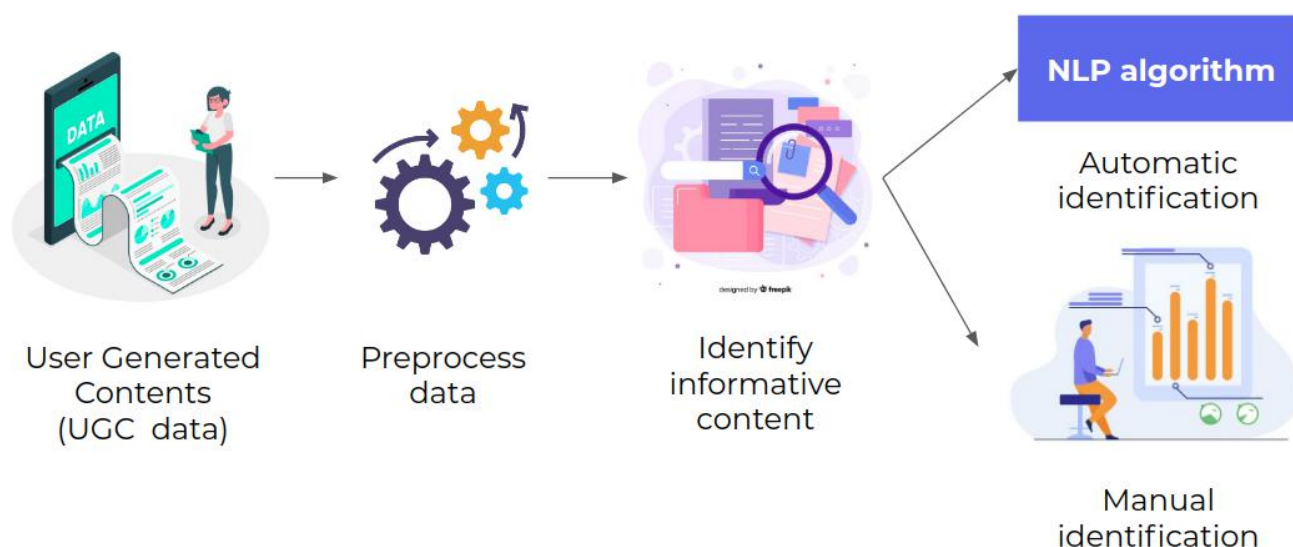 DATA
User Generated
Contents
(UGC data)
Preprocess
data
designed by freepik
Identify
informative
content
NLP algorithm
Automatic
identification
Manual
identification